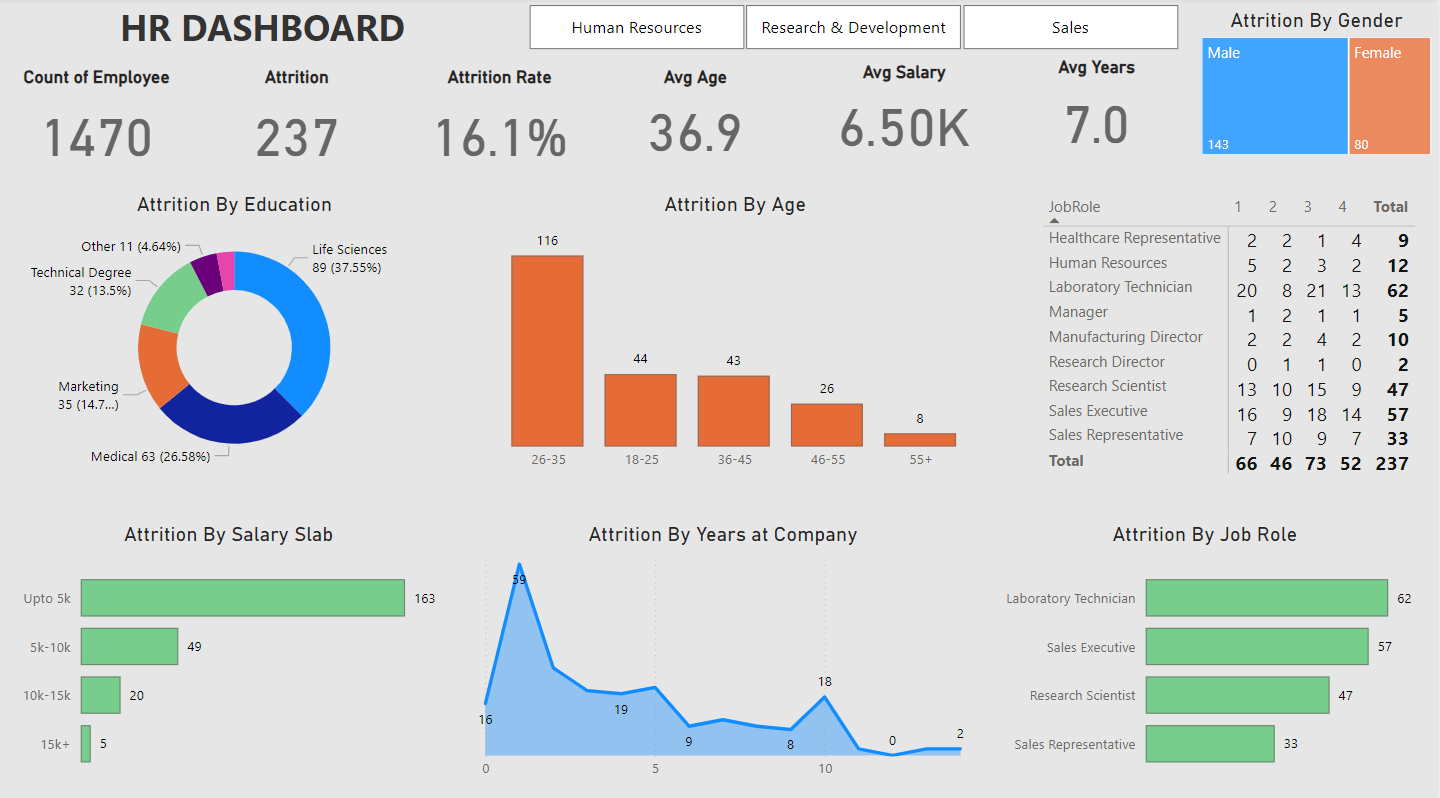 HR DASHBOARD
Human Resources
Research & Development
Sales
Count of Employee
1470
Attrition
237
Attrition Rate
16.1%
Avg Age
36.9
Avg Salary
6.50K
Avg Years
7.0
Attrition By Gender
Male
143
Female
80
Attrition By Education
Life Sciences
89 (37.55%)
Medical 63 (26.58%)
Marketing
35 (14.7...)
Technical Degree
32 (13.5%)
Other 11 (4.64%)
Attrition By Age
116
44
43
26
8
26-35
18-25
36-45
46-55
55+
JobRole 1 2 3 4 Total
Healthcare Representative 2 2 1 4 9
Human Resources 5 2 3 2 12
Laboratory Technician 20 8 21 13 62
Manager 1 2 1 1 5
Manufacturing Director 2 2 4 2 10
Research Director 0 1 1 0 2
Research Scientist 13 10 15 9 47
Sales Executive 16 9 18 14 57
Sales Representative 7 10 9 7 33
Total 66 46 73 52 237
Attrition By Salary Slab
Upto 5k 163
5k-10k 49
10k-15k 20
15k+ 5
Attrition By Years at Company
16
59
19
9
8
18
0
2
0
5
10
Attrition By Job Role
Laboratory Technician 62
Sales Executive 57
Research Scientist 47
Sales Representative 33